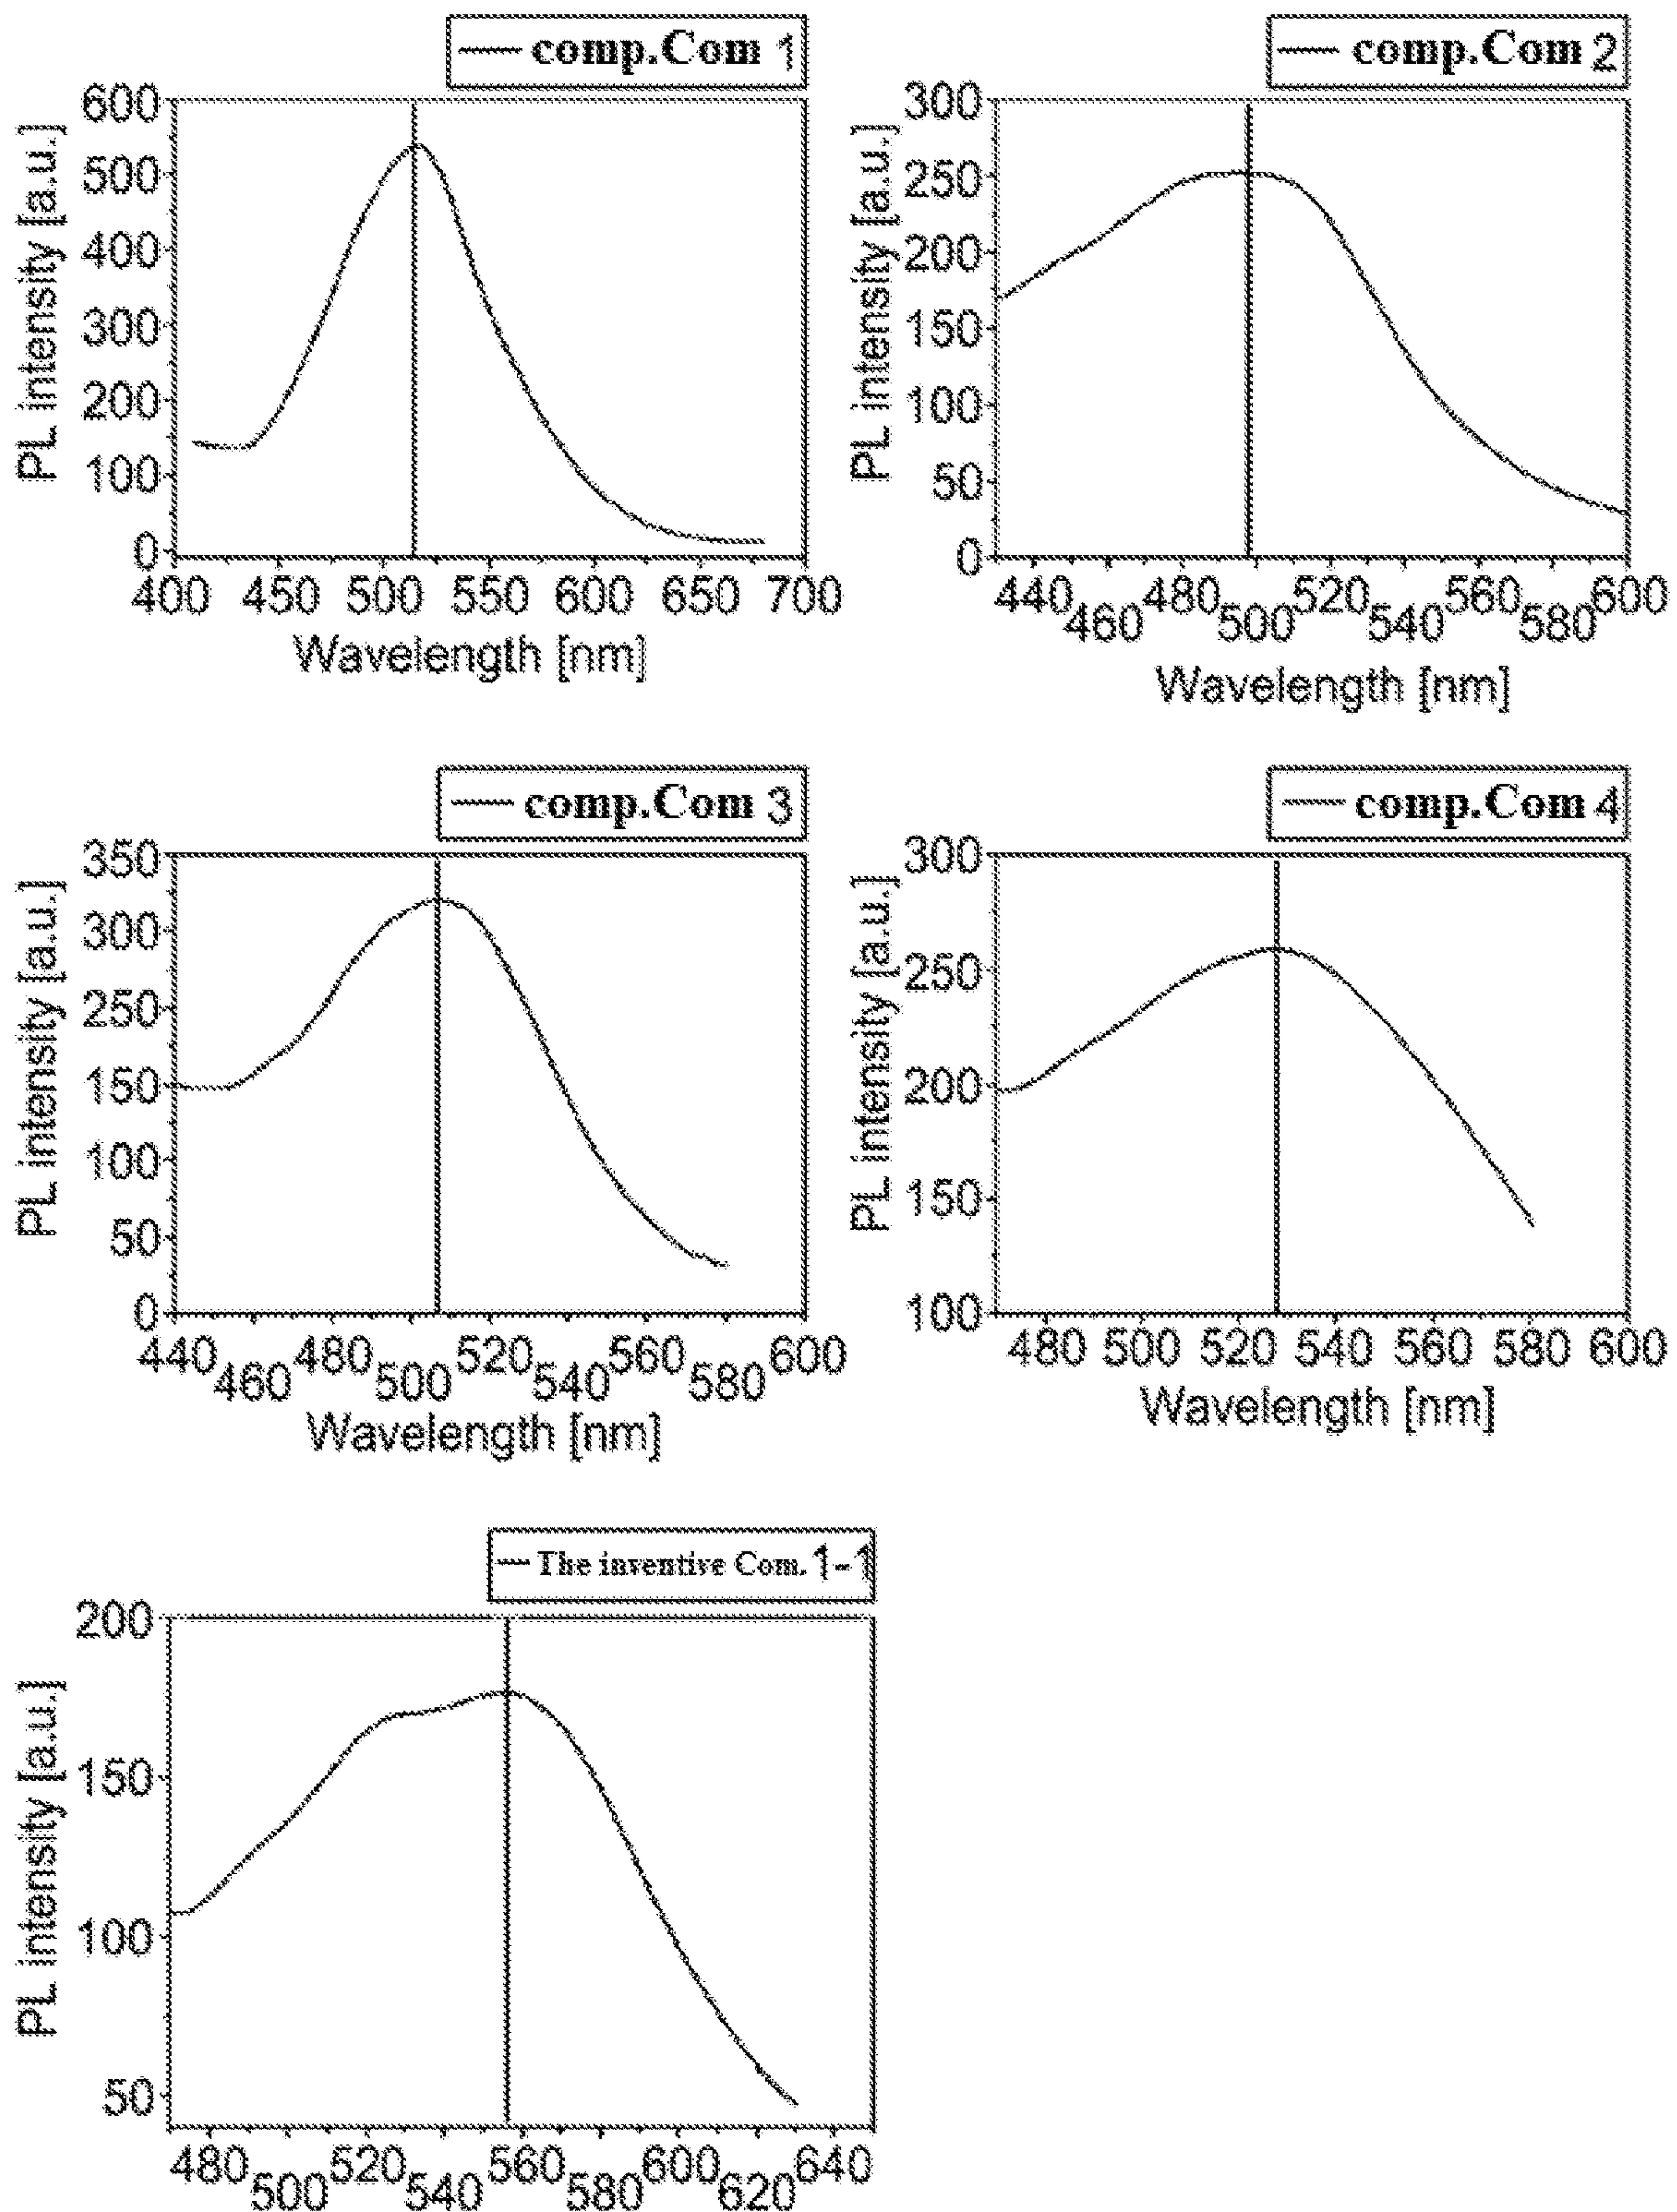 comp.Com 1
600
500
400
300
200
100
0
PL intensity [a.u.]
400 450 500 550 600 650 700
Wavelength [nm]
comp.Com 2
300
250
200
150
100
50
0
PL intensity [a.u.]
440 460 480 500 520 540 560 580 600
Wavelength [nm]
comp.Com 3
350
300
250
200
150
100
50
0
PL intensity [a.u.]
440 460 480 500 520 540 560 580 600
Wavelength [nm]
comp.Com 4
300
250
200
150
100
PL intensity [a.u.]
480 500 520 540 560 580 600
Wavelength [nm]
The inventive Com. 1-1
200
150
100
50
PL intensity [a.u.]
480 500 520 540 560 580 600 620 640